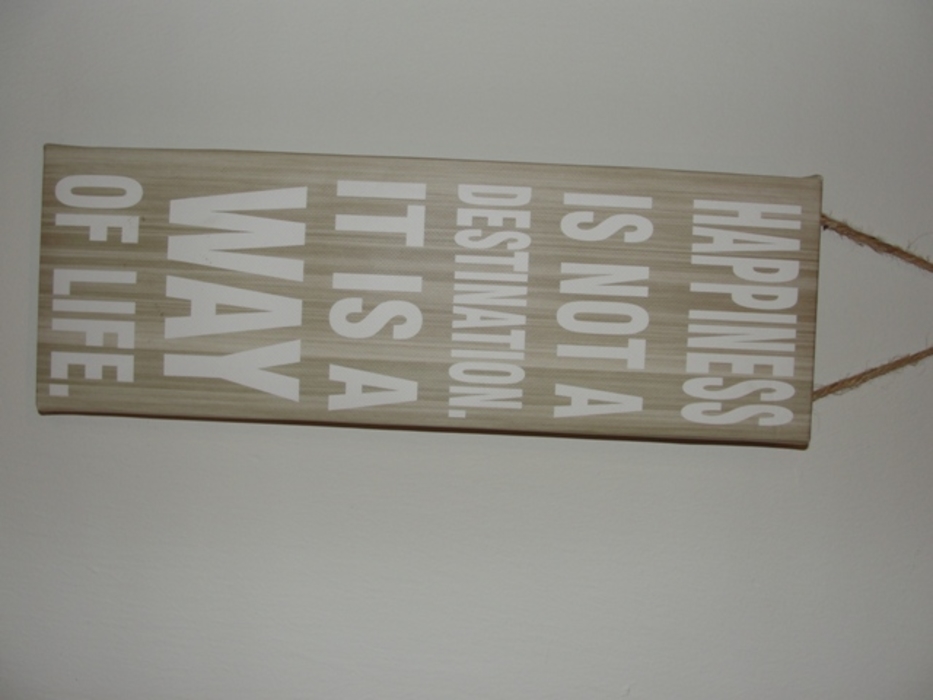 HAPPINESS
IS NOT A
DESTINATION.
IT IS A
WAY
OF LIFE.